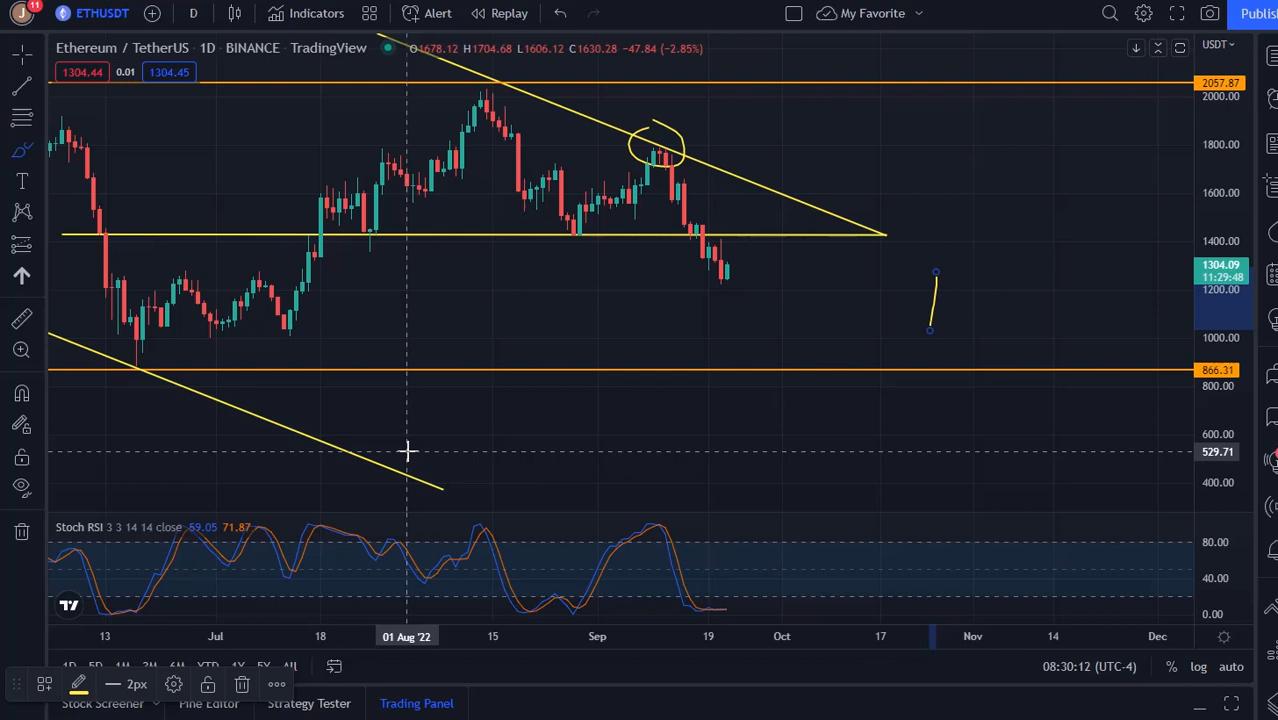 J 11 ETHUSDT D Indicators Alert Replay My Favorite Publis
Ethereum / TetherUS · 1D · BINANCE · TradingView O1678.12 H1704.68 L1606.12 C1630.28 −47.84 (−2.85%) USDT
1304.44 0.01 1304.45
2057.87
2000.00
1800.00
1600.00
1400.00
1304.09
11:29:48
1200.00
1000.00
866.31
800.00
600.00
529.71
400.00
Stoch RSI 3 3 14 14 close 59.05 71.87
80.00
40.00
0.00
13 Jul 18 01 Aug '22 15 Sep 19 Oct 17 Nov 14 Dec
1D 5D 1M 3M 6M YTD 1Y 5Y All 08:30:12 (UTC-4) % log auto
2px
Stock Screener Pine Editor Strategy Tester Trading Panel